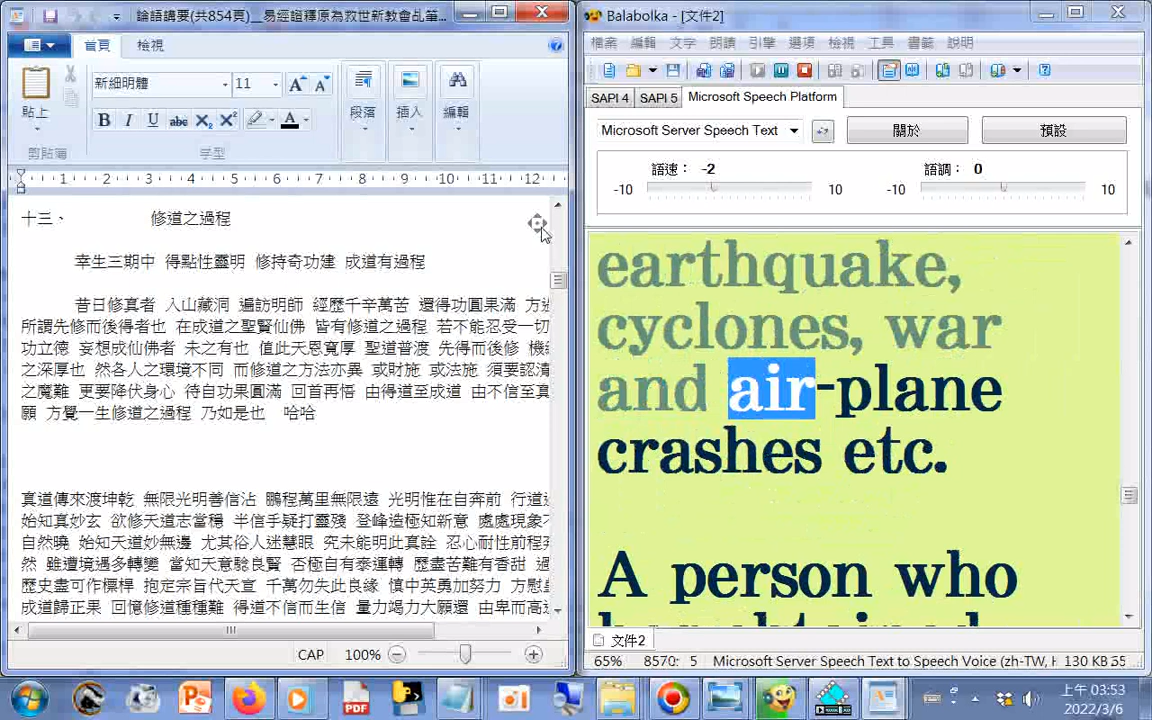 論語講要(共854頁)__易經證釋原為救世新教會乩筆...
首頁 檢視
新細明體 11
貼上
段落 插入 編輯
剪貼簿 字型
1 2 3 4 5 6 7 8 9 10 11 12
十三、 修道之過程
幸生三期中 得點性靈明 修持奇功建 成道有過程
昔日修真者 入山藏洞 遍訪明師 經歷千辛萬苦 還得功圓果滿 方
所謂先修而後得者也 在成道之聖賢仙佛 皆有修道之過程 若不能忍受一切
功立德 妄想成仙佛者 未之有也 值此天恩寬厚 聖道普渡 先得而後修 機
之深厚也 然各人之環境不同 而修道之方法亦異 或財施 或法施 須要認清
之魔難 更要降伏身心 待自功果圓滿 回首再悟 由得道至成道 由不信至真
願 方覺一生修道之過程 乃如是也 哈哈
真道傳來渡坤乾 無限光明善信沾 鵬程萬里無限遠 光明惟在自奔前 行道
始知真妙玄 欲修天道志當穩 半信半疑打靈殘 登峰造極知新意 處處現象
自然曉 始知天道妙無邊 尤其俗人迷慧眼 究未能明此真詮 忍心耐性前程
然 雖遭境遇多轉變 當知天意驗良賢 否極自有泰運轉 歷盡苦難有香甜 過
歷史盡可作標桿 抱定宗旨代天宣 千萬勿失此良緣 慎中英勇加努力 方慰
成道歸正果 回憶修道種種難 得道不信而生信 量力竭力大願還 由卑而高
CAP 100%
Balabolka - [文件2]
檔案 編輯 文字 朗讀 引擎 選項 檢視 工具 書籤 說明
SAPI 4 SAPI 5 Microsoft Speech Platform
Microsoft Server Speech Text 關於 預設
語速： -2 語調： 0
-10 10 -10 10
earthquake,
cyclones, war
and air-plane
crashes etc.
A person who
文件2
65% 8570: 5 Microsoft Server Speech Text to Speech Voice (zh-TW, H 130 KB
上午 03:53
2022/3/6